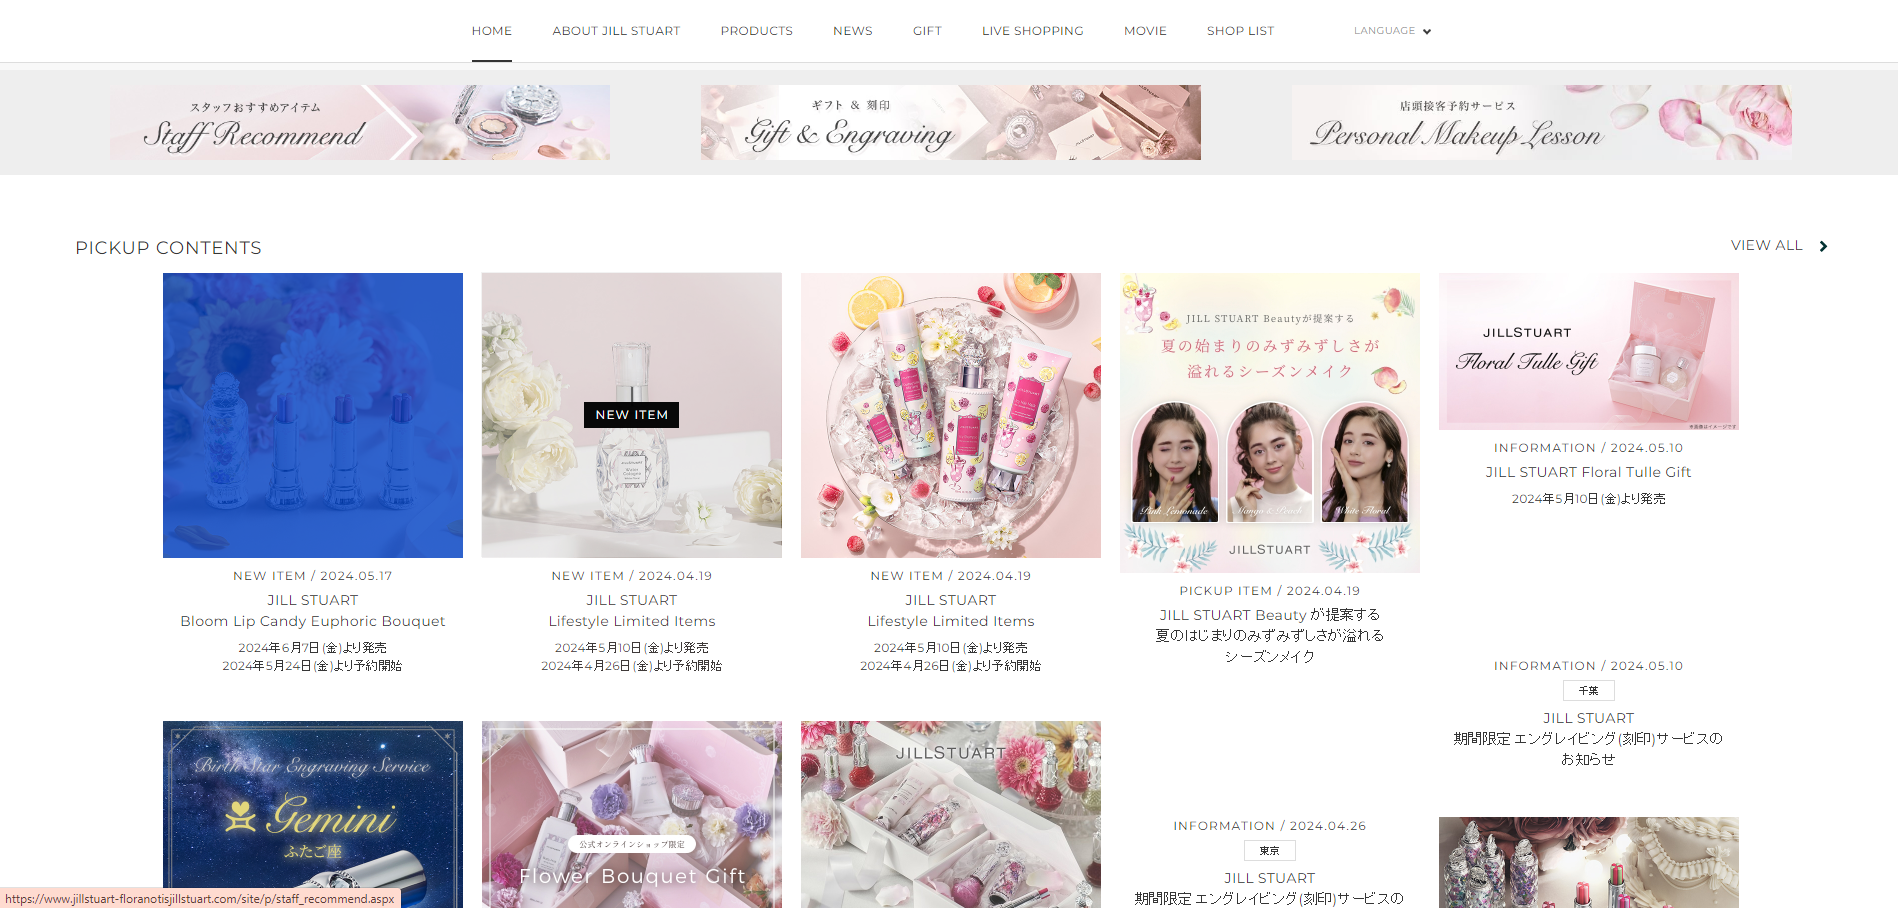 HOME ABOUT JILL STUART PRODUCTS NEWS GIFT LIVE SHOPPING MOVIE SHOP LIST LANGUAGE
スタッフおすすめアイテム
Staff Recommend
ギフト & 刻印
Gift & Engraving
店頭接客予約サービス
Personal Makeup Lesson
PICKUP CONTENTS
VIEW ALL
NEW ITEM / 2024.05.17
JILL STUART
Bloom Lip Candy Euphoric Bouquet
2024年6月7日(金)より発売
2024年5月24日(金)より予約開始
NEW ITEM
JILLSTUART
NEW ITEM / 2024.04.19
JILL STUART
Lifestyle Limited Items
2024年5月10日(金)より発売
2024年4月26日(金)より予約開始
NEW ITEM / 2024.04.19
JILL STUART
Lifestyle Limited Items
2024年5月10日(金)より発売
2024年4月26日(金)より予約開始
JILL STUART Beautyが提案する
夏の始まりのみずみずしさが
溢れるシーズンメイク
Pink Lemonade
Mango & Peach
White Floral
JILLSTUART
PICKUP ITEM / 2024.04.19
JILL STUART Beauty が提案する
夏のはじまりのみずみずしさが溢れる
シーズンメイク
JILLSTUART
Floral Tulle Gift
※画像はイメージです
INFORMATION / 2024.05.10
JILL STUART Floral Tulle Gift
2024年5月10日(金)より発売
INFORMATION / 2024.05.10
千葉
JILL STUART
期間限定 エングレイビング(刻印)サービスの
お知らせ
Birth Star Engraving Service
Gemini
ふたご座
公式オンラインショップ限定
Flower Bouquet Gift
JILLSTUART
INFORMATION / 2024.04.26
東京
JILL STUART
期間限定 エングレイビング(刻印)サービスの
https://www.jillstuart-floranotisjillstuart.com/site/p/staff_recommend.aspx